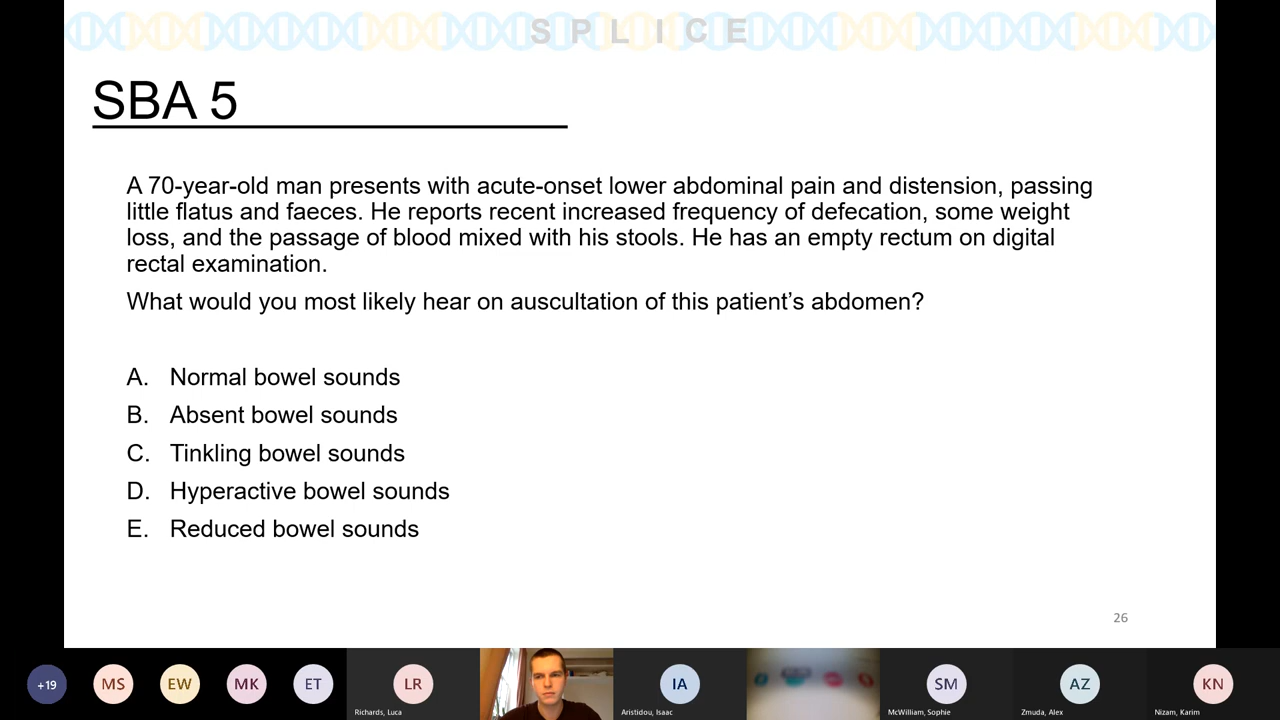 S P L I C E
SBA 5
A 70-year-old man presents with acute-onset lower abdominal pain and distension, passing
little flatus and faeces. He reports recent increased frequency of defecation, some weight
loss, and the passage of blood mixed with his stools. He has an empty rectum on digital
rectal examination.
What would you most likely hear on auscultation of this patient’s abdomen?
A. Normal bowel sounds
B. Absent bowel sounds
C. Tinkling bowel sounds
D. Hyperactive bowel sounds
E. Reduced bowel sounds
26
+19 MS EW MK ET LR IA SM AZ KN
Richards, Luca Aristidou, Isaac McWilliam, Sophie Zmuda, Alex Nizam, Karim